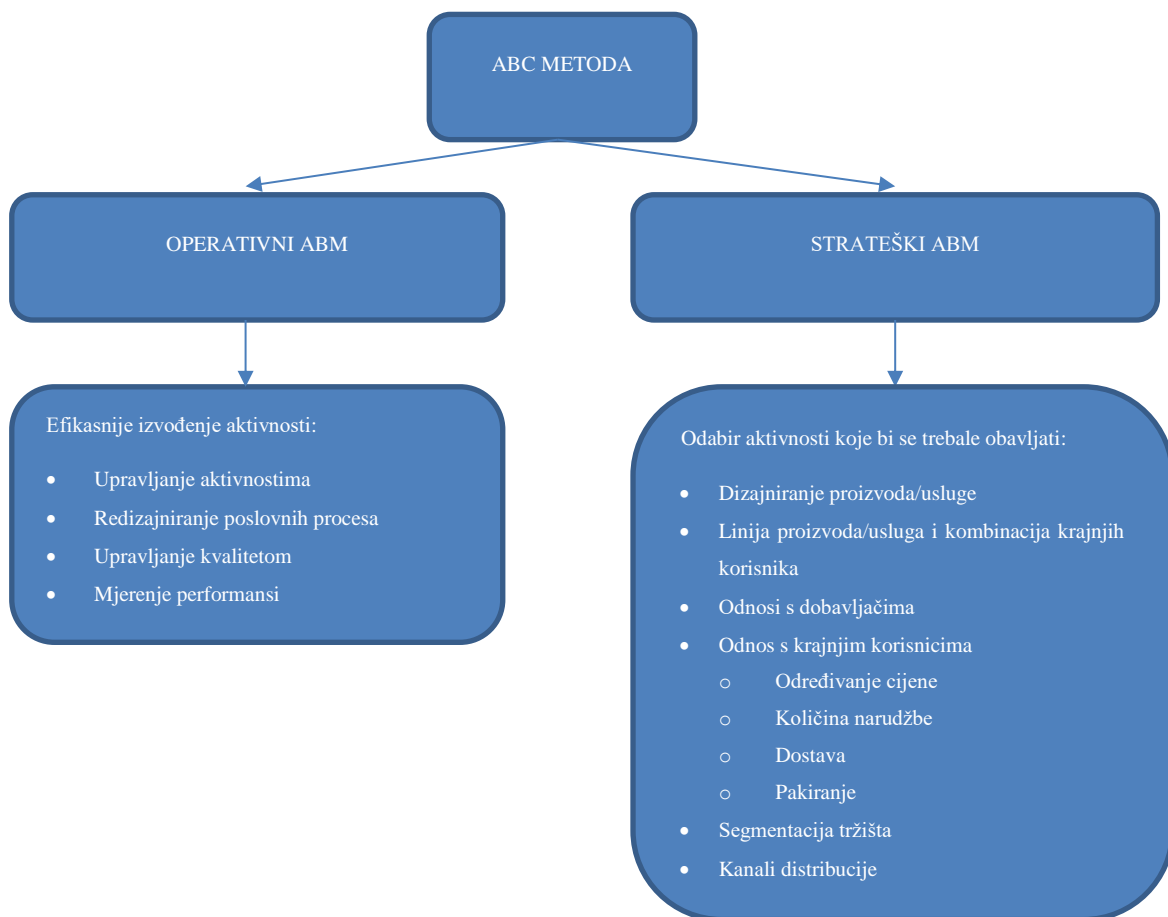 ABC METODA
OPERATIVNI ABM
STRATEŠKI ABM
Efikasnije izvođenje aktivnosti:
• Upravljanje aktivnostima
• Redizajniranje poslovnih procesa
• Upravljanje kvalitetom
• Mjerenje performansi
Odabir aktivnosti koje bi se trebale obavljati:
• Dizajniranje proizvoda/usluge
• Linija proizvoda/usluga i kombinacija krajnjih
korisnika
• Odnosi s dobavljačima
• Odnos s krajnjim korisnicima
o Određivanje cijene
o Količina narudžbe
o Dostava
o Pakiranje
• Segmentacija tržišta
• Kanali distribucije